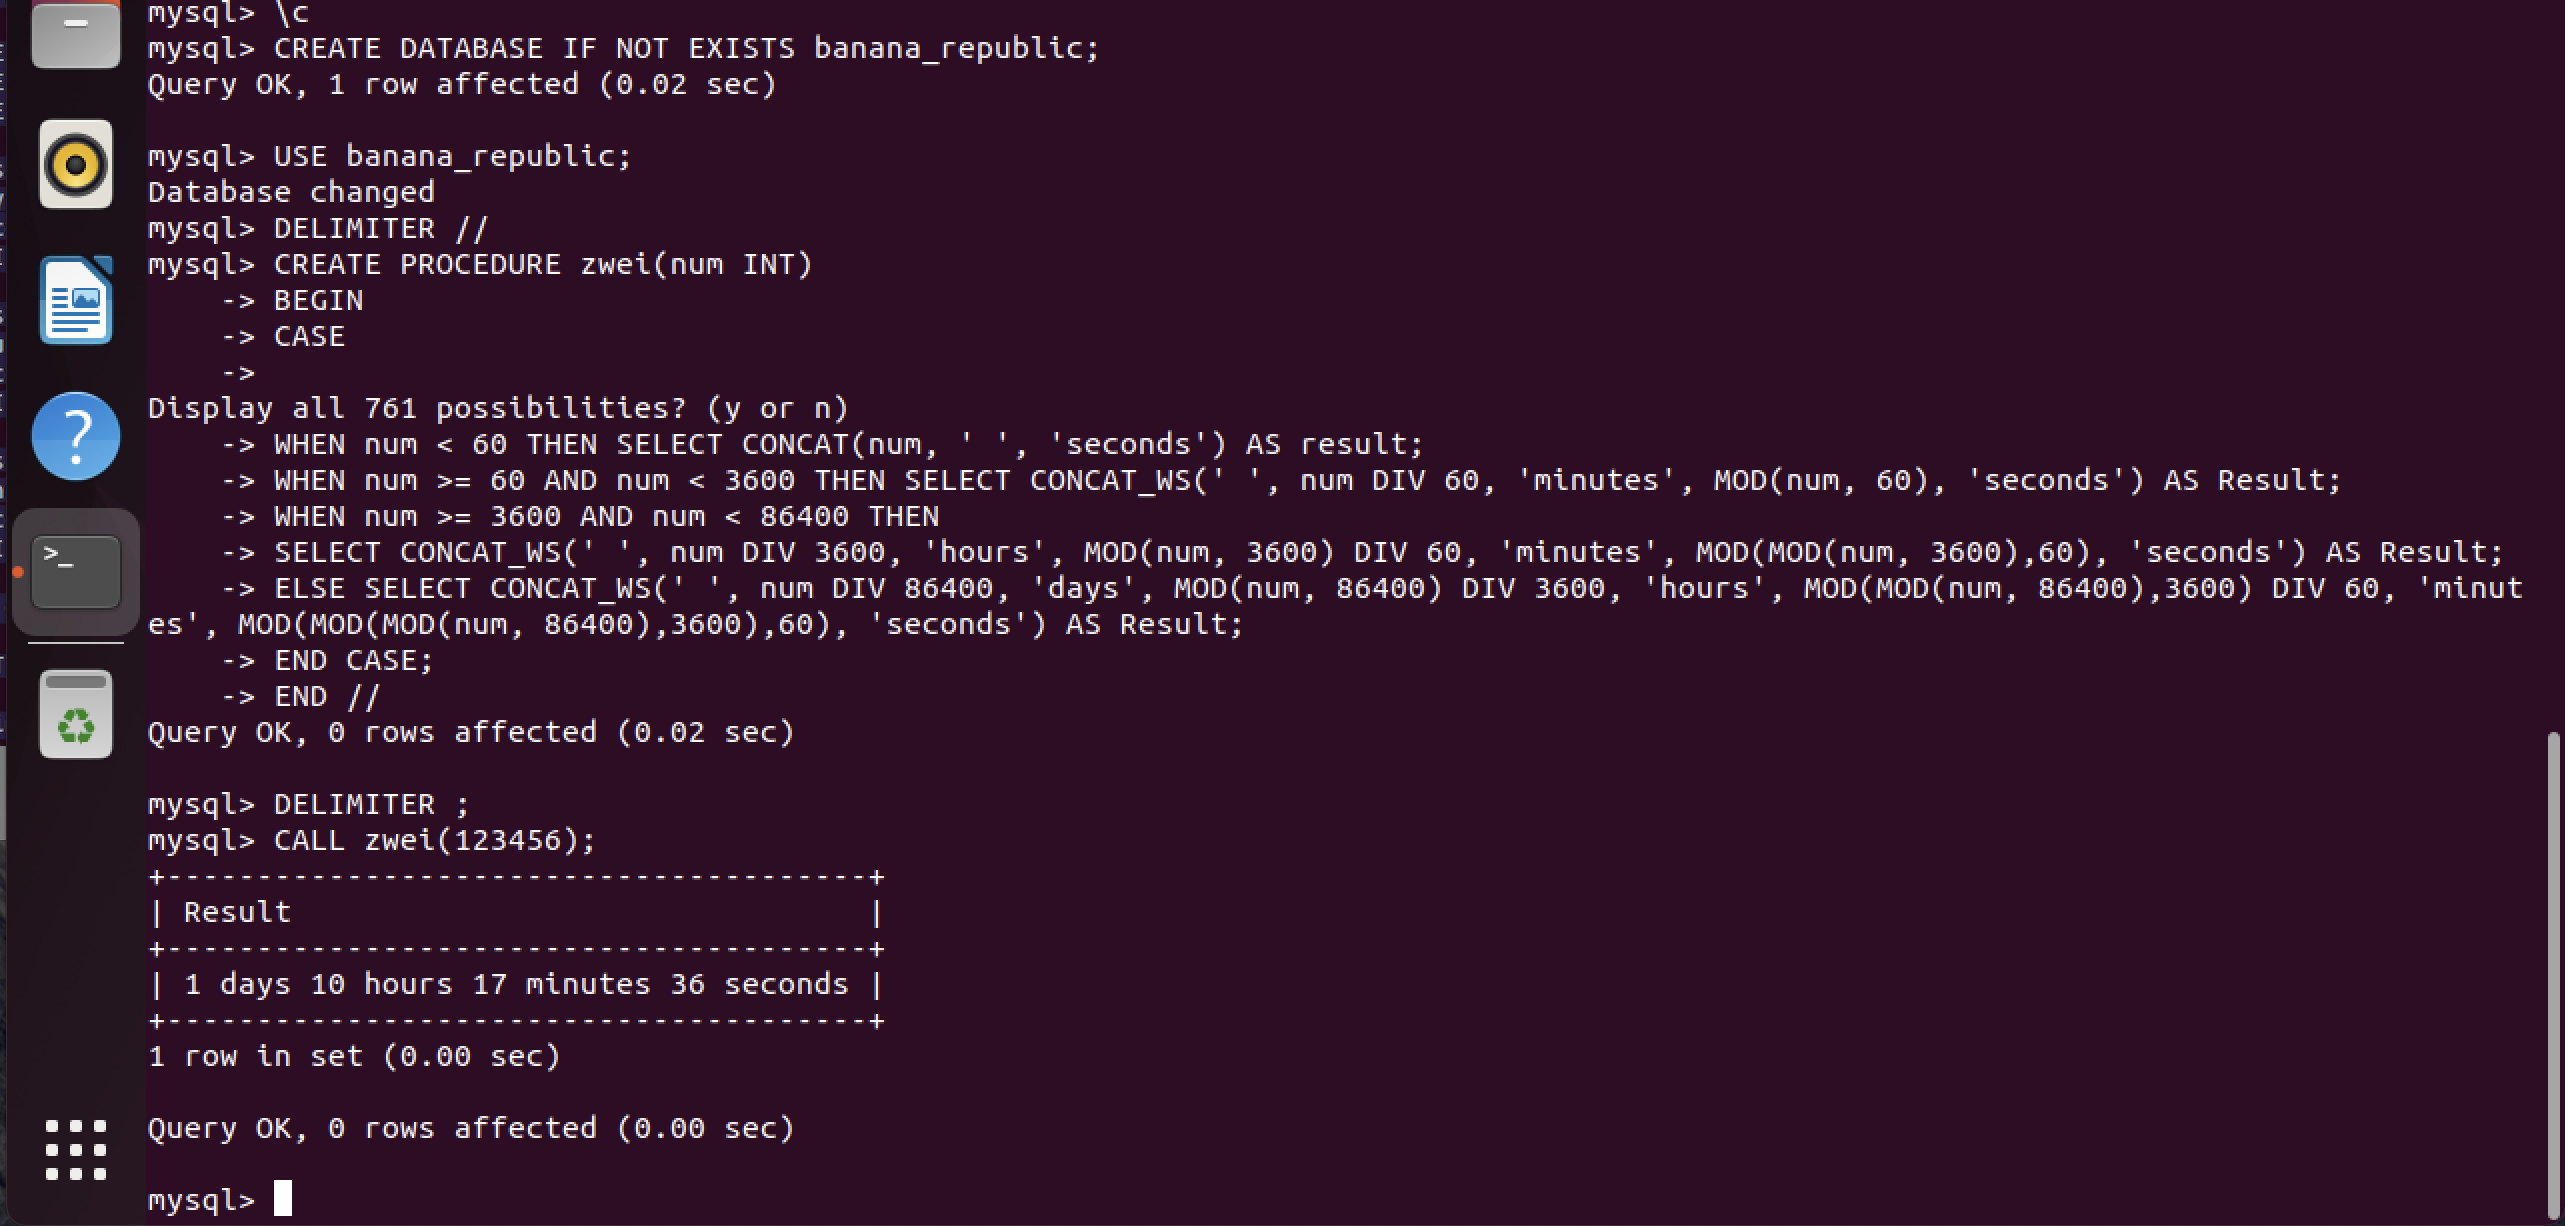 mysql> \c
mysql> CREATE DATABASE IF NOT EXISTS banana_republic;
Query OK, 1 row affected (0.02 sec)
mysql> USE banana_republic;
Database changed
mysql> DELIMITER //
mysql> CREATE PROCEDURE zwei(num INT)
    -> BEGIN
    -> CASE
    ->
Display all 761 possibilities? (y or n)
    -> WHEN num < 60 THEN SELECT CONCAT(num, ' ', 'seconds') AS result;
    -> WHEN num >= 60 AND num < 3600 THEN SELECT CONCAT_WS(' ', num DIV 60, 'minutes', MOD(num, 60), 'seconds') AS Result;
    -> WHEN num >= 3600 AND num < 86400 THEN
    -> SELECT CONCAT_WS(' ', num DIV 3600, 'hours', MOD(num, 3600) DIV 60, 'minutes', MOD(MOD(num, 3600),60), 'seconds') AS Result;
    -> ELSE SELECT CONCAT_WS(' ', num DIV 86400, 'days', MOD(num, 86400) DIV 3600, 'hours', MOD(MOD(num, 86400),3600) DIV 60, 'minut
es', MOD(MOD(MOD(num, 86400),3600),60), 'seconds') AS Result;
    -> END CASE;
    -> END //
Query OK, 0 rows affected (0.02 sec)
mysql> DELIMITER ;
mysql> CALL zwei(123456);
+---------------------------------------+
| Result                                |
+---------------------------------------+
| 1 days 10 hours 17 minutes 36 seconds |
+---------------------------------------+
1 row in set (0.00 sec)
Query OK, 0 rows affected (0.00 sec)
mysql>